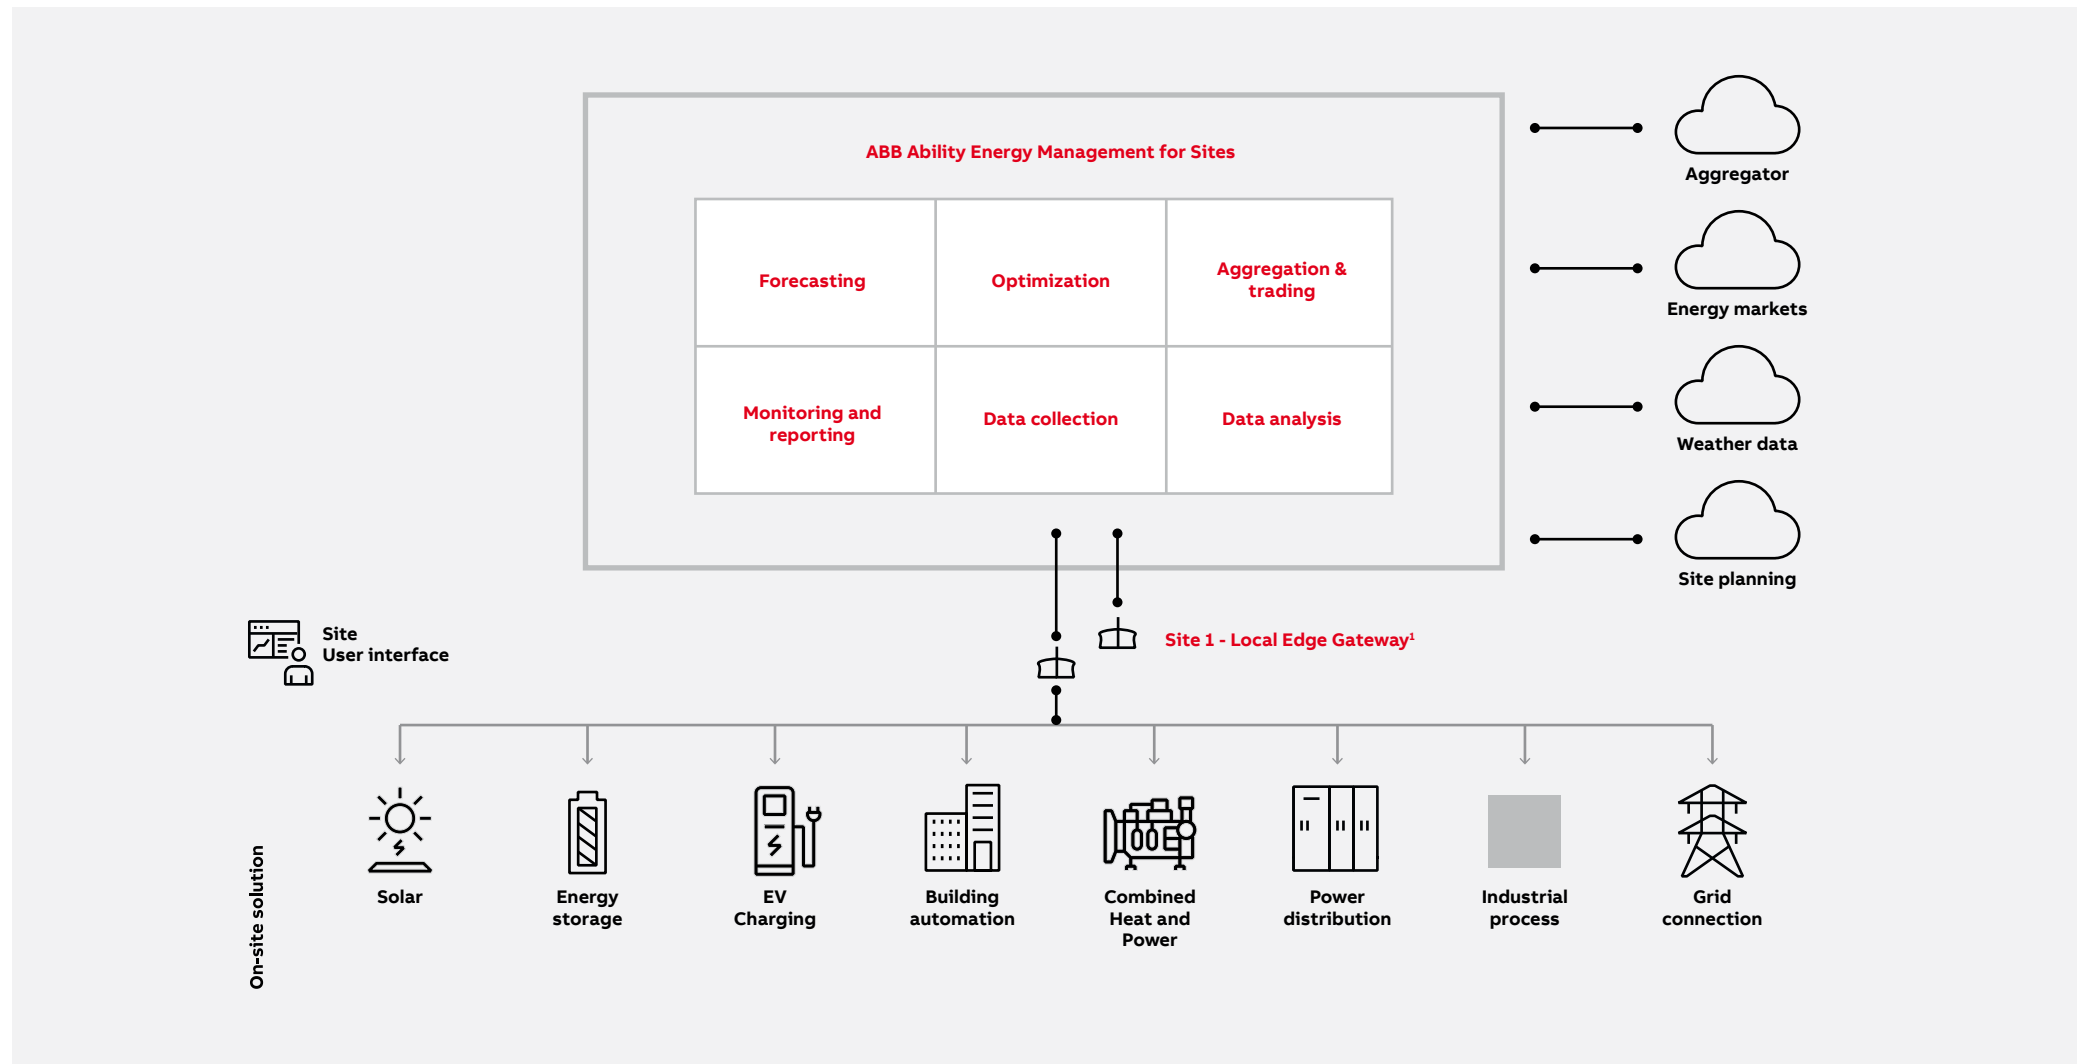 ABB Ability Energy Management for Sites
Forecasting
Optimization
Aggregation &
trading
Monitoring and
reporting
Data collection
Data analysis
Aggregator
Energy markets
Weather data
Site planning
Site
User interface
Site 1 - Local Edge Gateway¹
On-site solution
Solar
Energy
storage
EV
Charging
Building
automation
Combined
Heat and
Power
Power
distribution
Industrial
process
Grid
connection